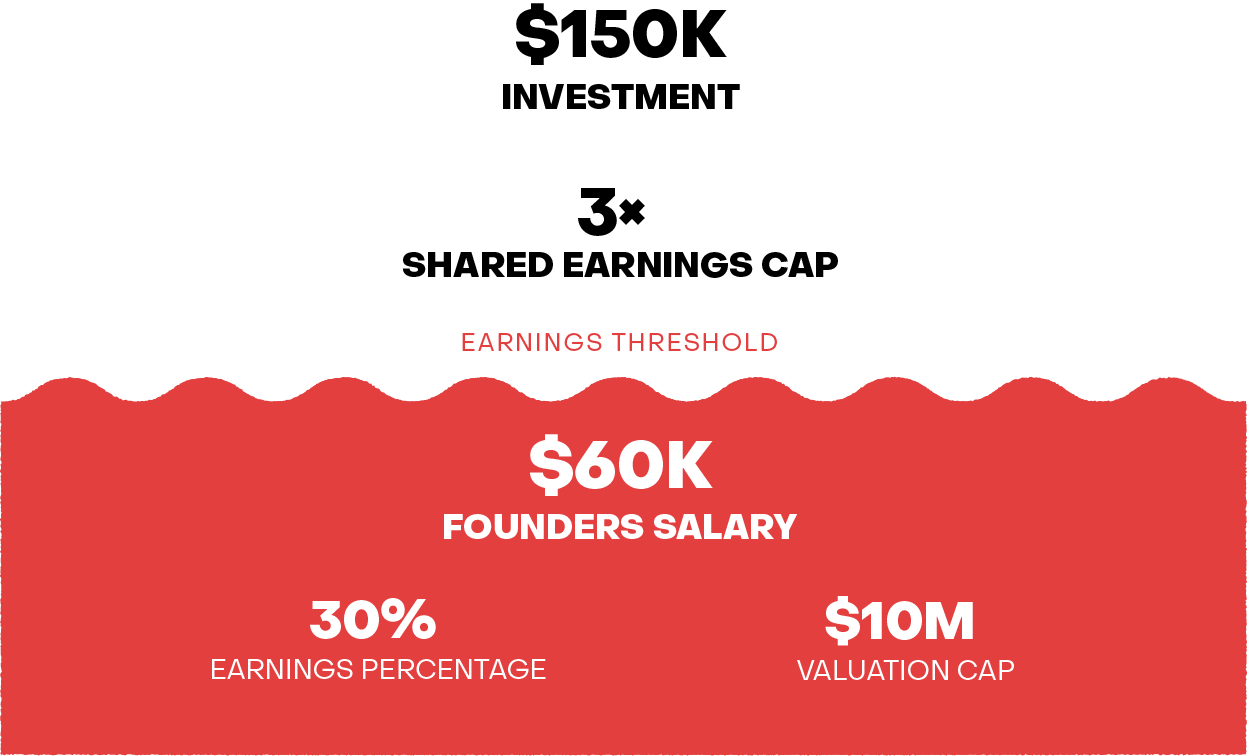 $150K
INVESTMENT
3×
SHARED EARNINGS CAP
EARNINGS THRESHOLD
$60K
FOUNDERS SALARY
30%
EARNINGS PERCENTAGE
$10M
VALUATION CAP